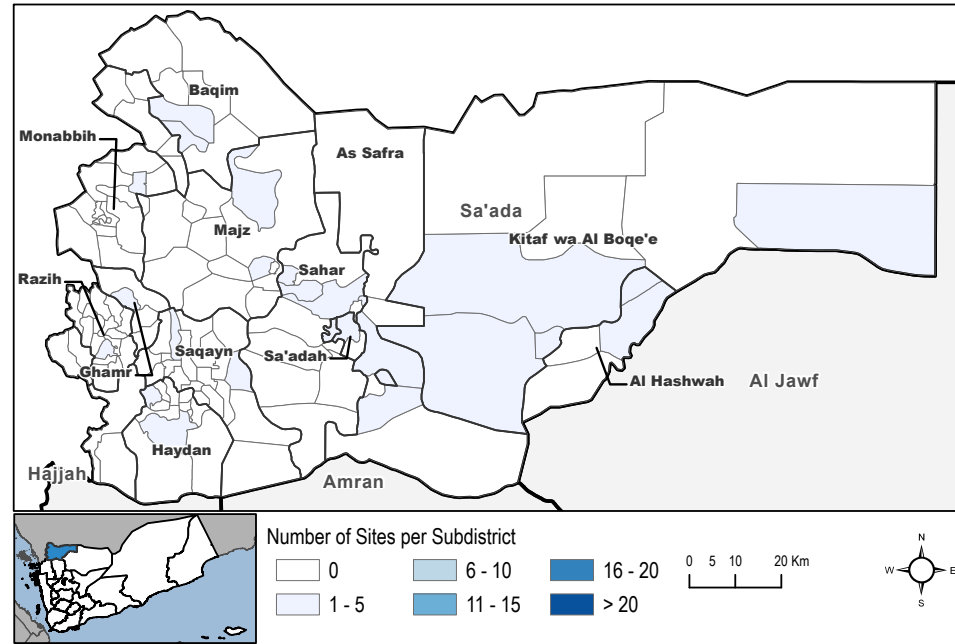 Baqim
Monabbih
As Safra
Sa'ada
Majz
Kitaf wa Al Boqe'e
Sahar
Razih
Saqayn
Sa'adah
Ghamr
Al Hashwah
Al Jawf
Haydan
Hajjah
Amran
Number of Sites per Subdistrict
0
6 - 10
16 - 20
1 - 5
11 - 15
> 20
0 5 10 20 Km
N
W E
S